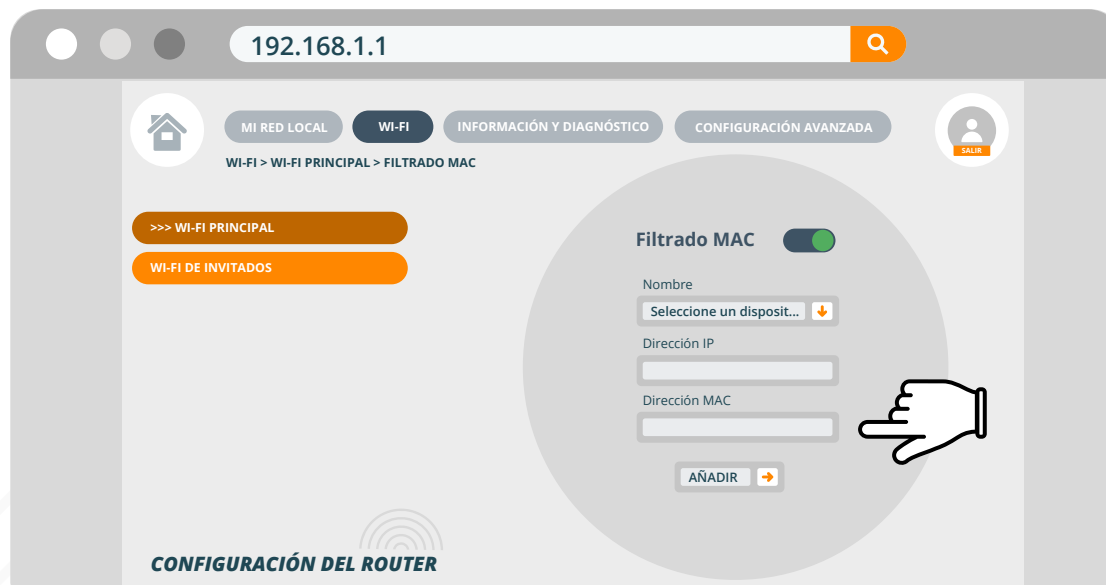 192.168.1.1
MI RED LOCAL
WI-FI
INFORMACIÓN Y DIAGNÓSTICO
CONFIGURACIÓN AVANZADA
SALIR
WI-FI > WI-FI PRINCIPAL > FILTRADO MAC
>>> WI-FI PRINCIPAL
WI-FI DE INVITADOS
Filtrado MAC
Nombre
Seleccione un disposit...
Dirección IP
Dirección MAC
AÑADIR
CONFIGURACIÓN DEL ROUTER